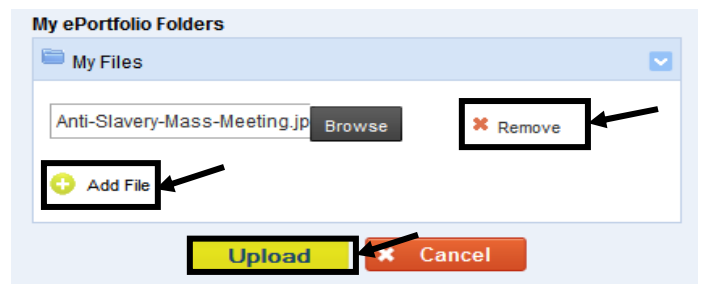 My ePortfolio Folders
My Files
Anti-Slavery-Mass-Meeting.jp Browse Remove
Add File
Upload Cancel